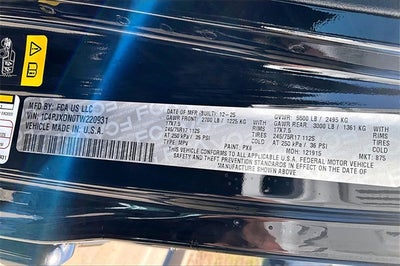 MFD BY: FCA US LLC
DATE OF MFR (BUILT): 12-25
GVWR: 5500 LB / 2495 KG
GAWR FRONT: 2700 LB / 1225 KG
GAWR REAR: 3000 LB / 1361 KG
WITH
17X7.5
RIMS
17X7.5
WITH
RIMS
245/75R17 112S
TIRES
245/75R17 112S
TIRES
AT 250 kPa / 36 PSI
COLD
AT 250 kPa / 36 PSI
COLD
VEHICLE MADE IN U.S.A.
THIS VEHICLE CONFORMS TO ALL APPLICABLE U.S.A. FEDERAL MOTOR VEHICLE
SAFETY, BUMPER, AND THEFT PREVENTION STANDARDS IN EFFECT ON THE DATE OF
MANUFACTURE SHOWN ABOVE.
TYPE: MPV
PAINT: PX8
MDH: 121915
MKT: 875
MADE IN U.S.A.